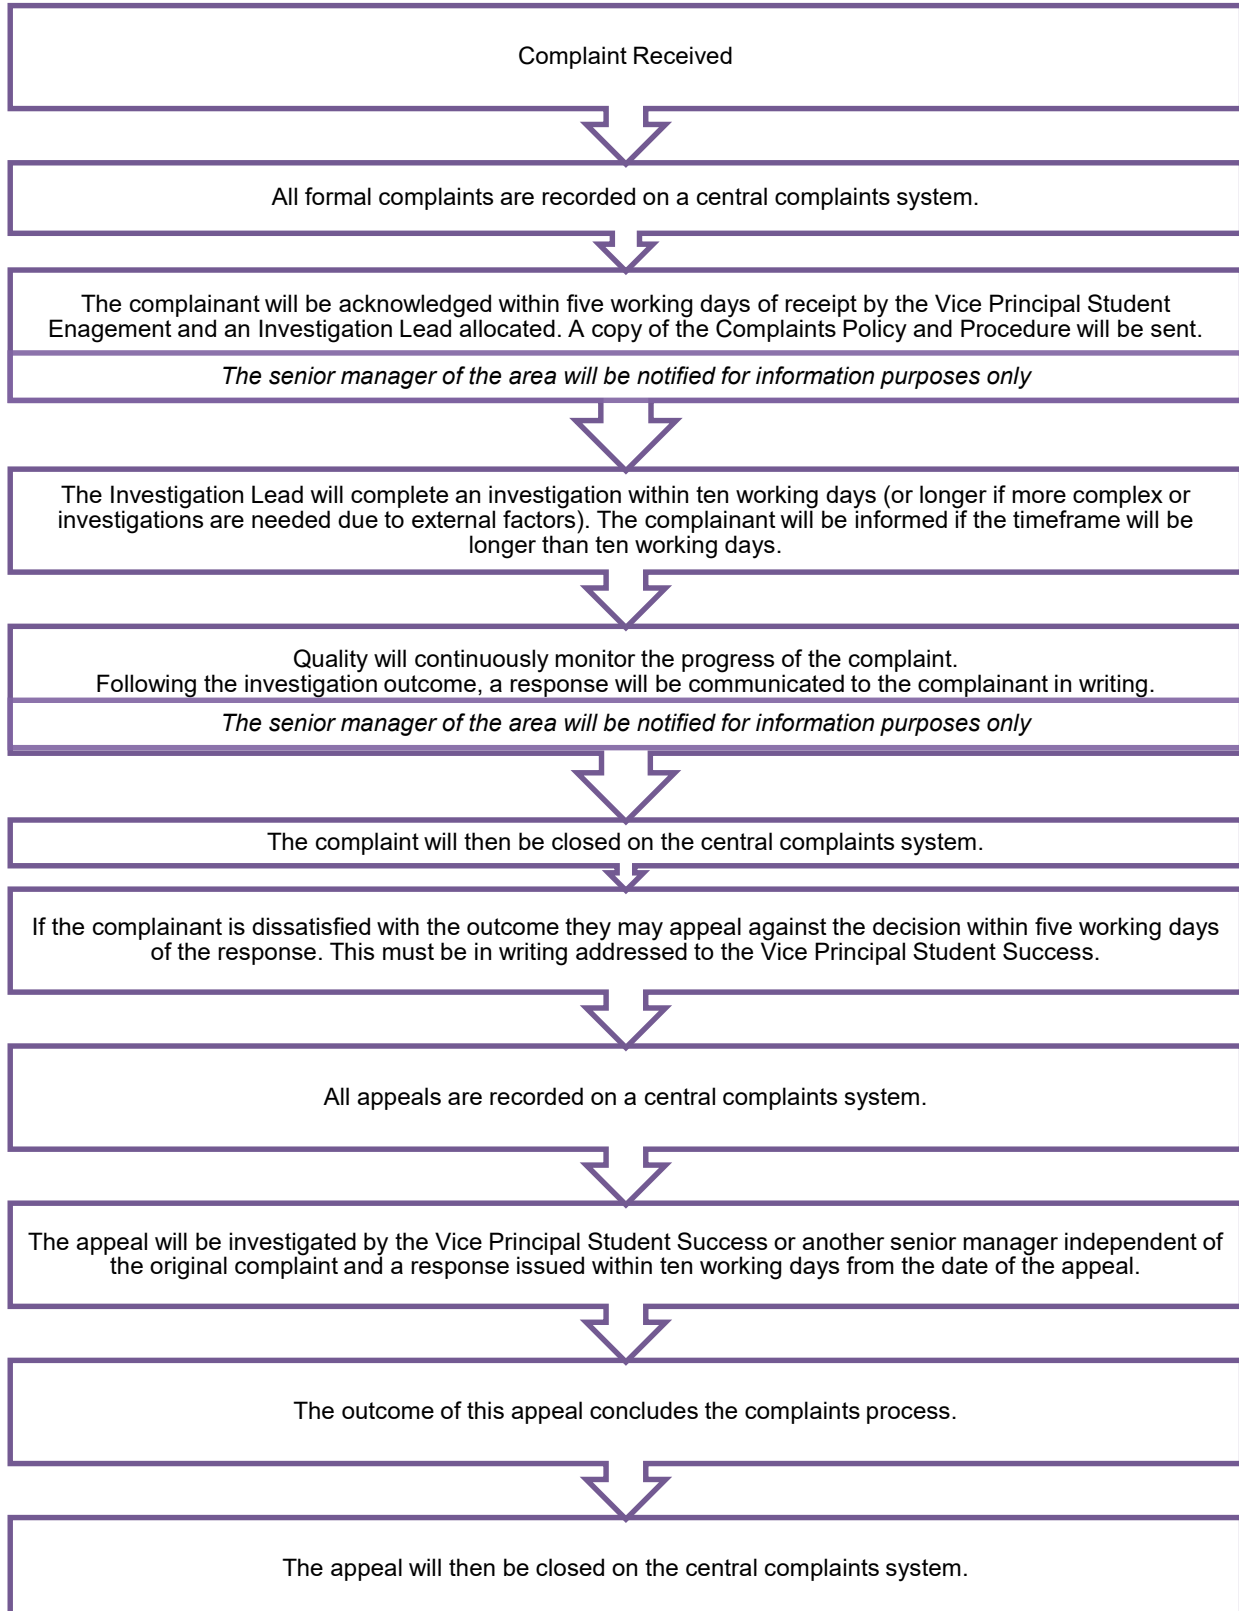 Complaint Received
All formal complaints are recorded on a central complaints system.
The complainant will be acknowledged within five working days of receipt by the Vice Principal Student
Enagement and an Investigation Lead allocated. A copy of the Complaints Policy and Procedure will be sent.
The senior manager of the area will be notified for information purposes only
The Investigation Lead will complete an investigation within ten working days (or longer if more complex or
investigations are needed due to external factors). The complainant will be informed if the timeframe will be
longer than ten working days.
Quality will continuously monitor the progress of the complaint.
Following the investigation outcome, a response will be communicated to the complainant in writing.
The senior manager of the area will be notified for information purposes only
The complaint will then be closed on the central complaints system.
If the complainant is dissatisfied with the outcome they may appeal against the decision within five working days
of the response. This must be in writing addressed to the Vice Principal Student Success.
All appeals are recorded on a central complaints system.
The appeal will be investigated by the Vice Principal Student Success or another senior manager independent of
the original complaint and a response issued within ten working days from the date of the appeal.
The outcome of this appeal concludes the complaints process.
The appeal will then be closed on the central complaints system.